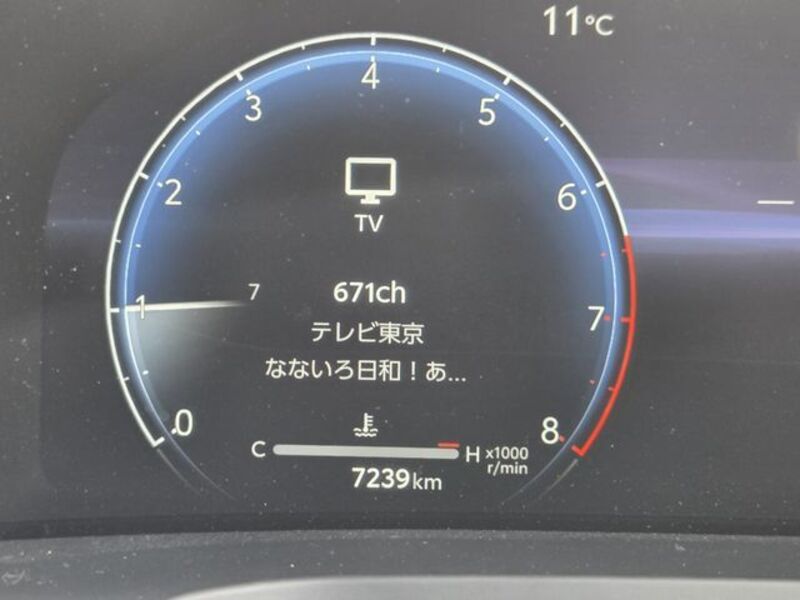 11℃
4
3
5
2
6
TV
7
671ch
1
7
テレビ東京
なないろ日和！あ...
0
8
C
H
x1000
r/min
7239km